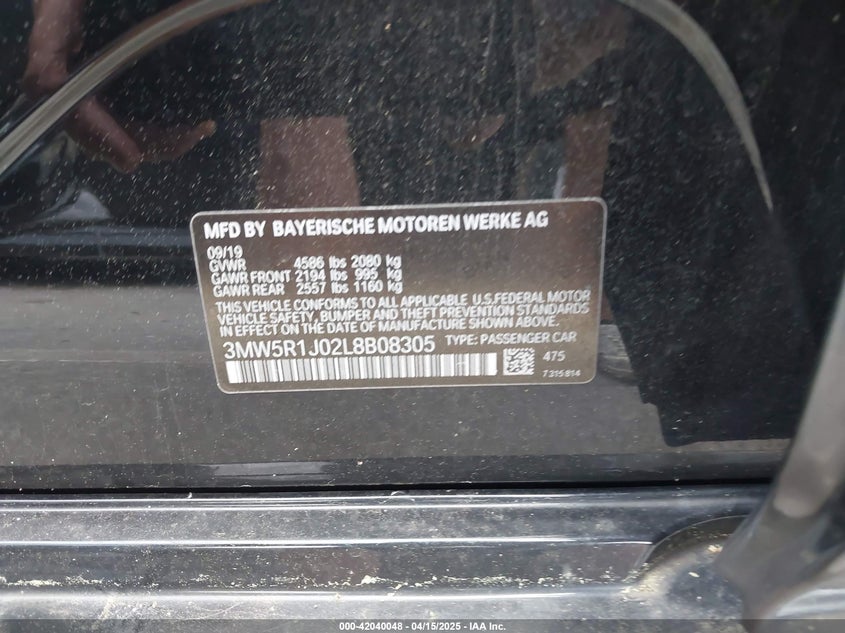 MFD BY BAYERISCHE MOTOREN WERKE AG
09/19
GVWR 4586 lbs 2080 kg
GAWR FRONT 2194 lbs 995 kg
GAWR REAR 2557 lbs 1160 kg
THIS VEHICLE CONFORMS TO ALL APPLICABLE U.S.FEDERAL MOTOR
VEHICLE SAFETY, BUMPER AND THEFT PREVENTION STANDARDS
IN EFFECT ON THE DATE OF MANUFACTURE SHOWN ABOVE.
3MW5R1J02L8B08305 TYPE: PASSENGER CAR
475
7 315 814
000-42040048 - 04/15/2025 - IAA Inc.